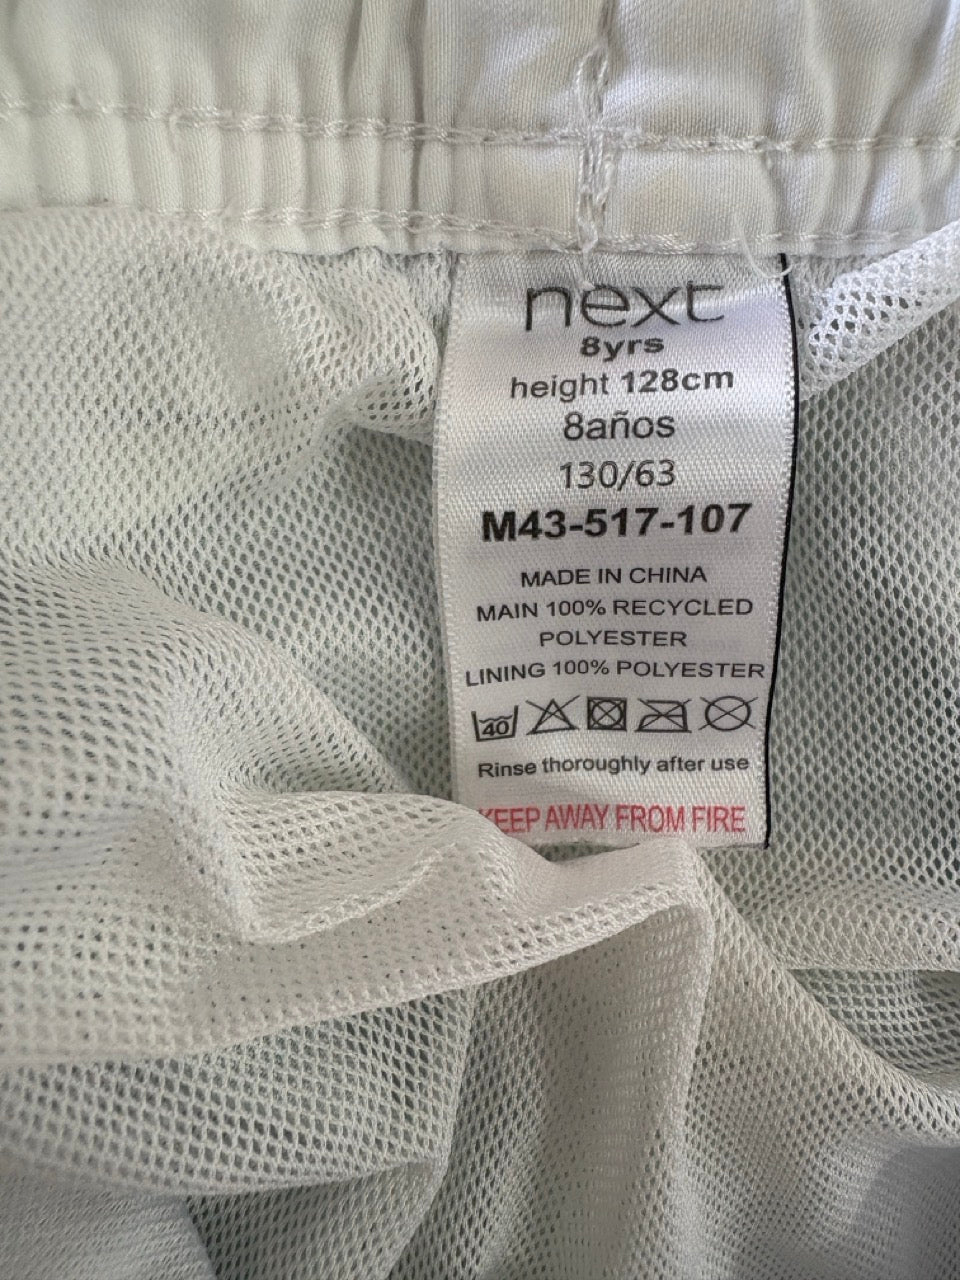 next
8yrs
height 128cm
8años
130/63
M43-517-107
MADE IN CHINA
MAIN 100% RECYCLED
POLYESTER
LINING 100% POLYESTER
40
Rinse thoroughly after use
KEEP AWAY FROM FIRE